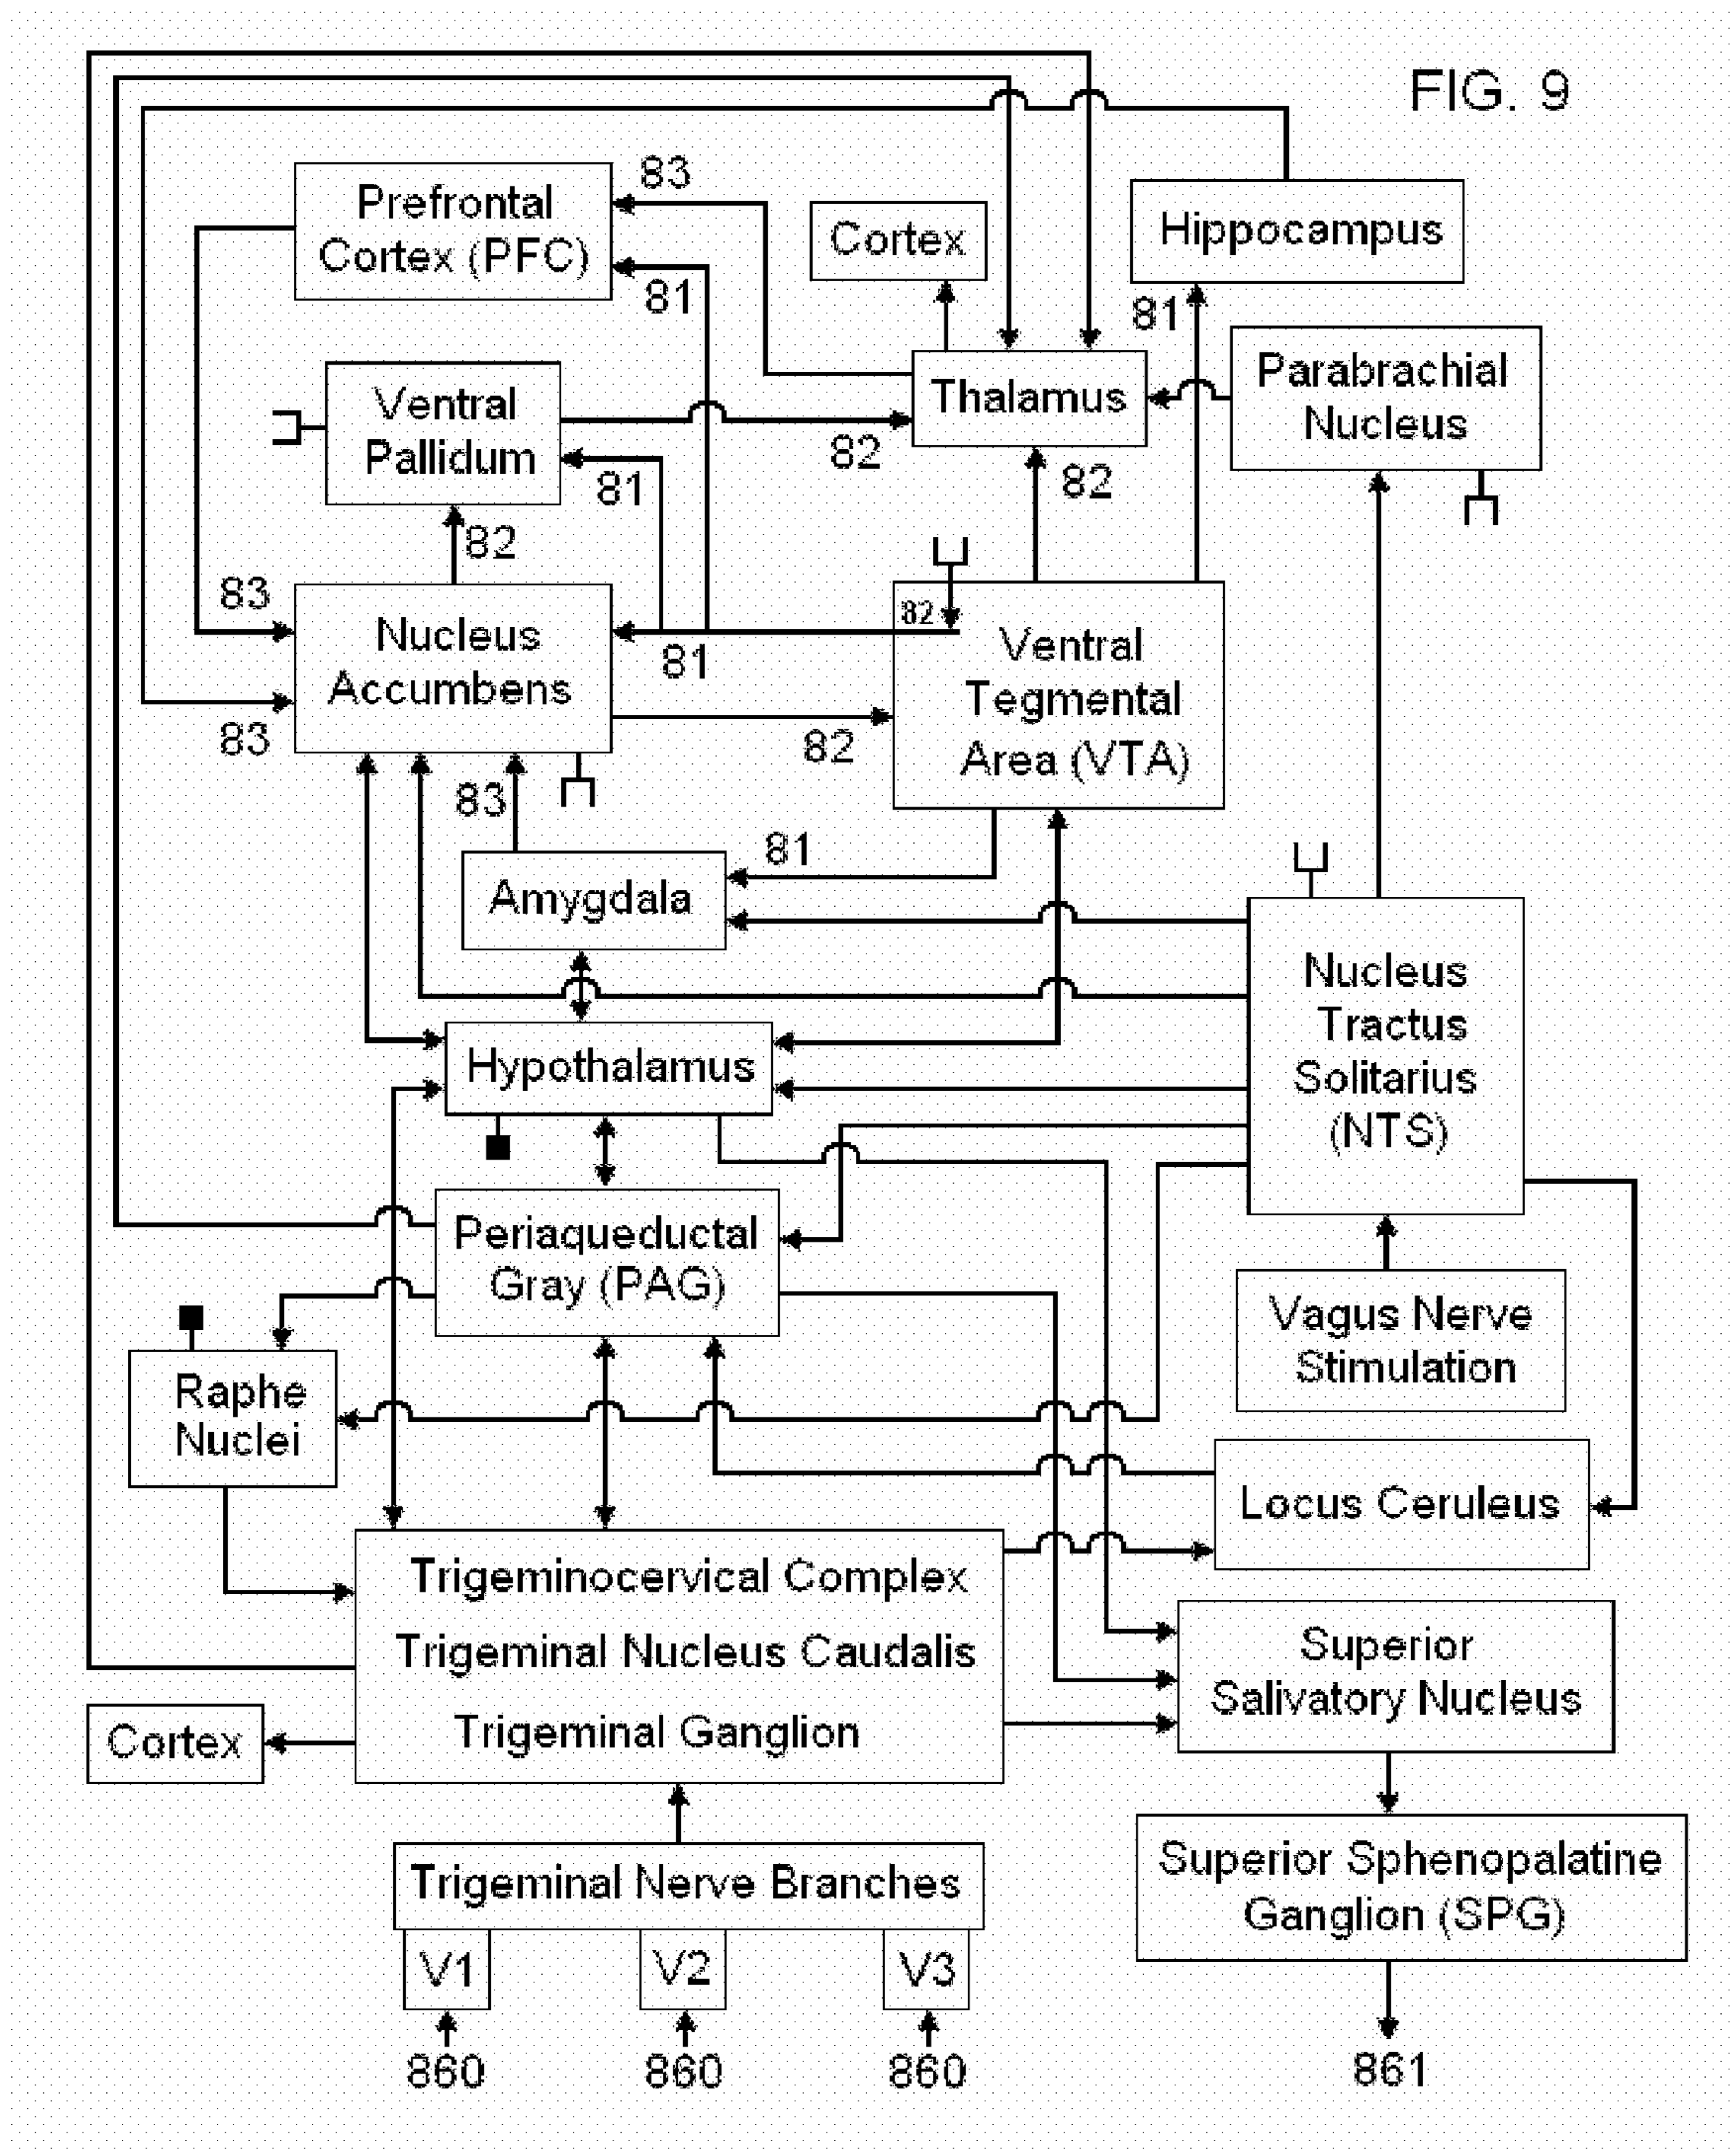 FIG. 9
83
Prefrontal
Cortex (PFC)
Cortex
Hippocampus
81
81
Parabrachial
Nucleus
Thalamus
Ventral
Pallidum
82
81
82
82
83
82
Nucleus
Accumbens
81
Ventral
Tegmental
Area (VTA)
83
82
83
81
Amygdala
Nucleus
Tractus
Solitarius
(NTS)
Hypothalamus
Periaqueductal
Gray (PAG)
Vagus Nerve
Stimulation
Raphe
Nuclei
Locus Ceruleus
Trigeminocervical Complex
Trigeminal Nucleus Caudalis
Trigeminal Ganglion
Superior
Salivatory Nucleus
Cortex
Trigeminal Nerve Branches
Superior Sphenopalatine
Ganglion (SPG)
V1
V2
V3
860
860
860
861